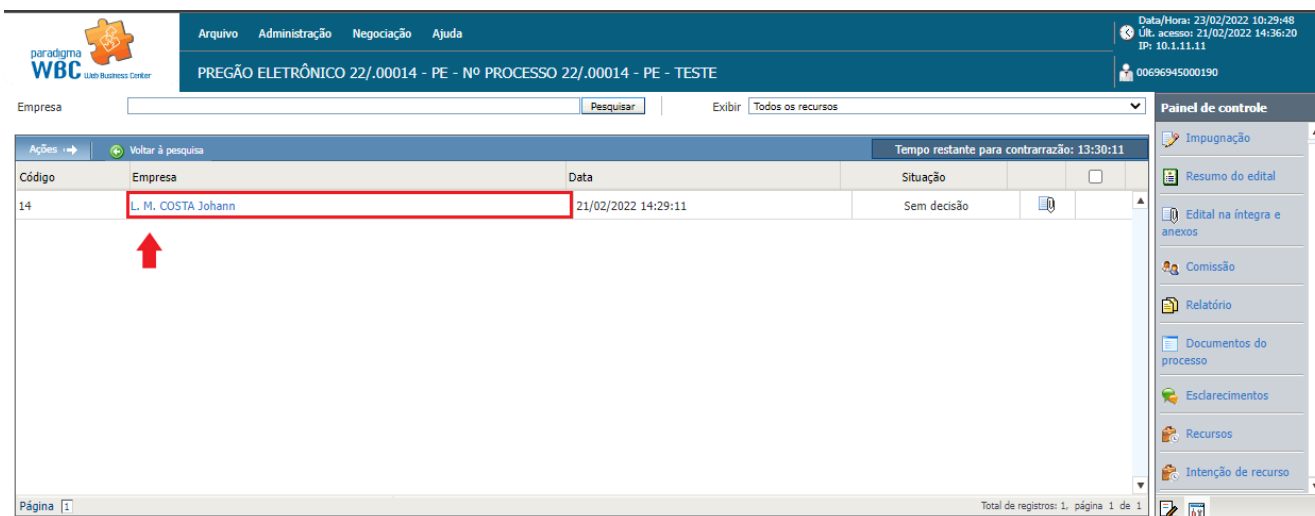 paradigma
WBC Web Business Center
Arquivo Administração Negociação Ajuda
Data/Hora: 23/02/2022 10:29:48
Últ. acesso: 21/02/2022 14:36:20
IP: 10.1.11.11
PREGÃO ELETRÔNICO 22/.00014 - PE - Nº PROCESSO 22/.00014 - PE - TESTE
00696945000190
Empresa Pesquisar Exibir Todos os recursos
Painel de controle
Ações Voltar à pesquisa Tempo restante para contrarrazão: 13:30:11
Código Empresa Data Situação
14 L. M. COSTA Johann 21/02/2022 14:29:11 Sem decisão
Impugnação
Resumo do edital
Edital na íntegra e
anexos
Comissão
Relatório
Documentos do
processo
Esclarecimentos
Recursos
Intenção de recurso
Página 1 Total de registros: 1, página 1 de 1